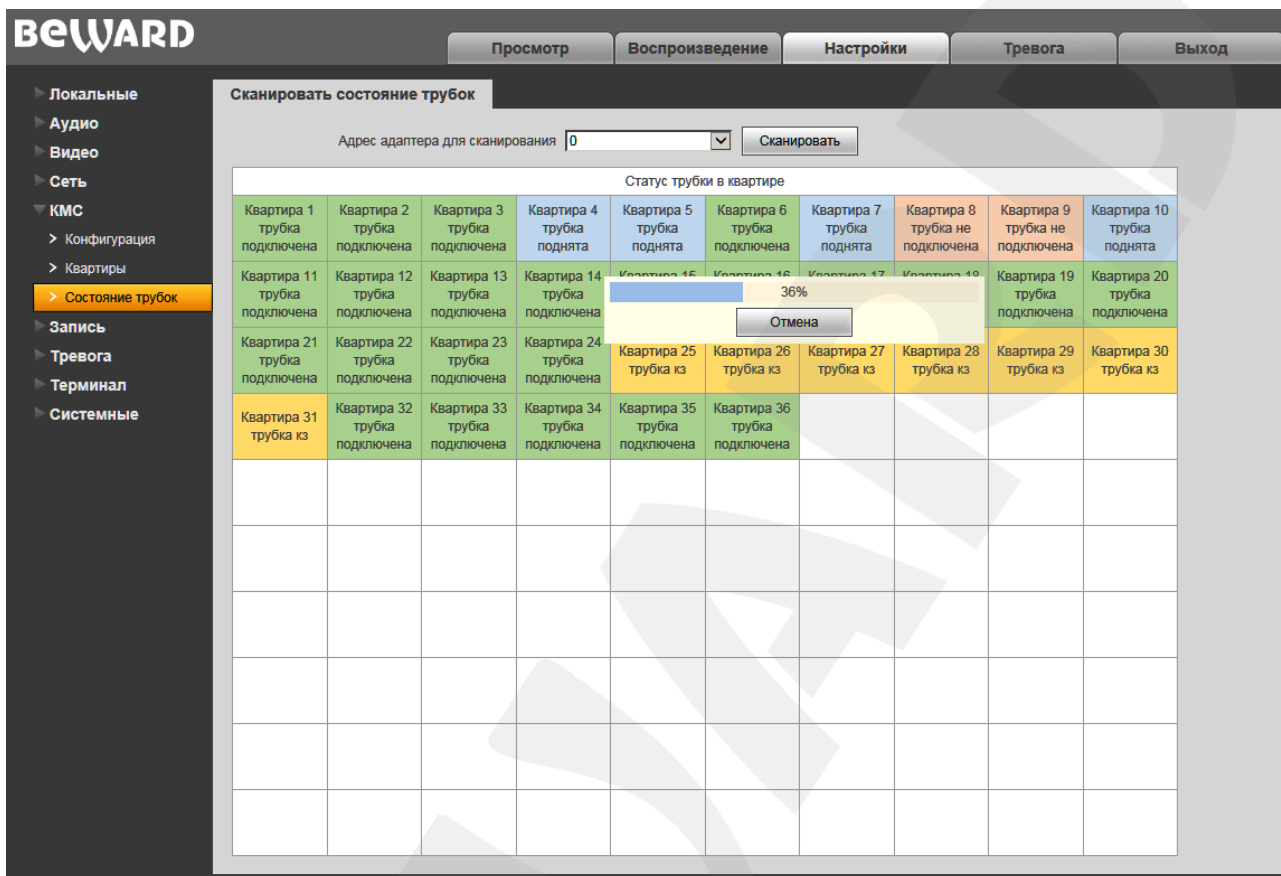 BEWARD
Просмотр
Воспроизведение
Настройки
Тревога
Выход
Локальные
Аудио
Видео
Сеть
КМС
Конфигурация
Квартиры
Состояние трубок
Запись
Тревога
Терминал
Системные
Сканировать состояние трубок
Адрес адаптера для сканирования 0 Сканировать
Статус трубки в квартире
Квартира 1
трубка
подключена
Квартира 2
трубка
подключена
Квартира 3
трубка
подключена
Квартира 4
трубка
поднята
Квартира 5
трубка
поднята
Квартира 6
трубка
подключена
Квартира 7
трубка
поднята
Квартира 8
трубка не
подключена
Квартира 9
трубка не
подключена
Квартира 10
трубка
поднята
Квартира 11
трубка
подключена
Квартира 12
трубка
подключена
Квартира 13
трубка
подключена
Квартира 14
трубка
подключена
Квартира 15
Квартира 16
Квартира 17
Квартира 18
Квартира 19
трубка
подключена
Квартира 20
трубка
подключена
36%
Отмена
Квартира 21
трубка
подключена
Квартира 22
трубка
подключена
Квартира 23
трубка
подключена
Квартира 24
трубка
подключена
Квартира 25
трубка кз
Квартира 26
трубка кз
Квартира 27
трубка кз
Квартира 28
трубка кз
Квартира 29
трубка кз
Квартира 30
трубка кз
Квартира 31
трубка кз
Квартира 32
трубка
подключена
Квартира 33
трубка
подключена
Квартира 34
трубка
подключена
Квартира 35
трубка
подключена
Квартира 36
трубка
подключена